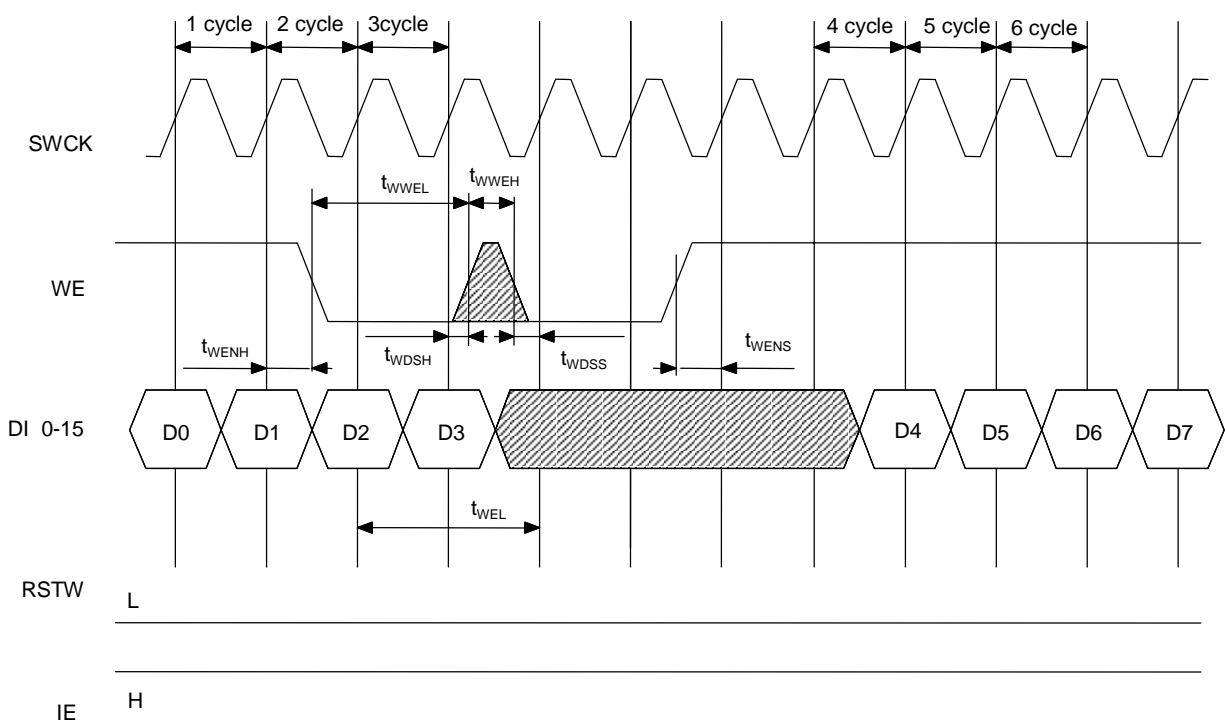 1 cycle 2 cycle 3cycle 4 cycle 5 cycle 6 cycle
SWCK
tWWEL tWWEH
WE
tWENH tWDSH tWDSS tWENS
DI 0-15 D0 D1 D2 D3 D4 D5 D6 D7
tWEL
RSTW L
IE H